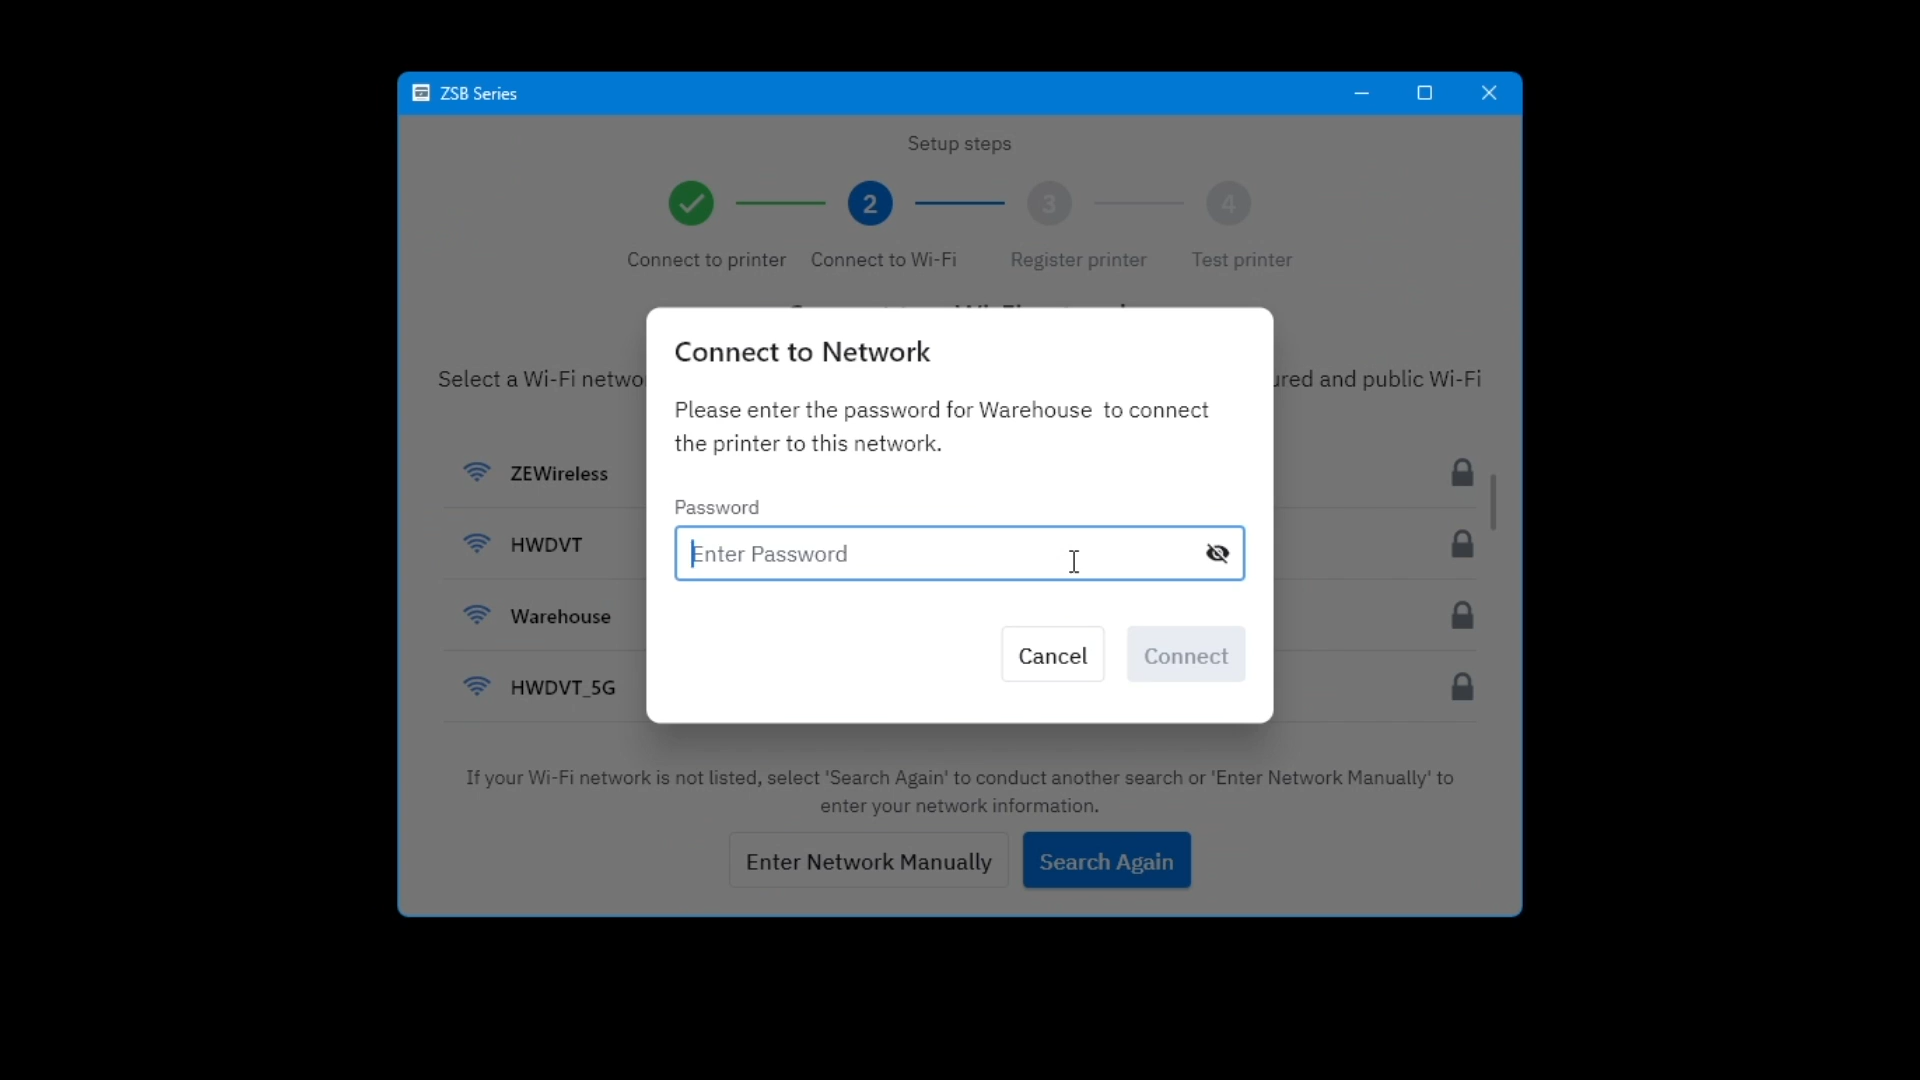 ZSB Series
Setup steps
2
3
4
Connect to printer
Connect to Wi-Fi
Register printer
Test printer
Select a Wi-Fi
and public Wi-Fi
Connect to Network
Please enter the password for Warehouse to connect
the printer to this network.
Password
Enter Password
Cancel
Connect
ZEWireless
HWDVT
Warehouse
HWDVT_5G
If your Wi-Fi network is not listed, select 'Search Again' to conduct another search or 'Enter Network Manually' to
enter your network information.
Enter Network Manually
Search Again